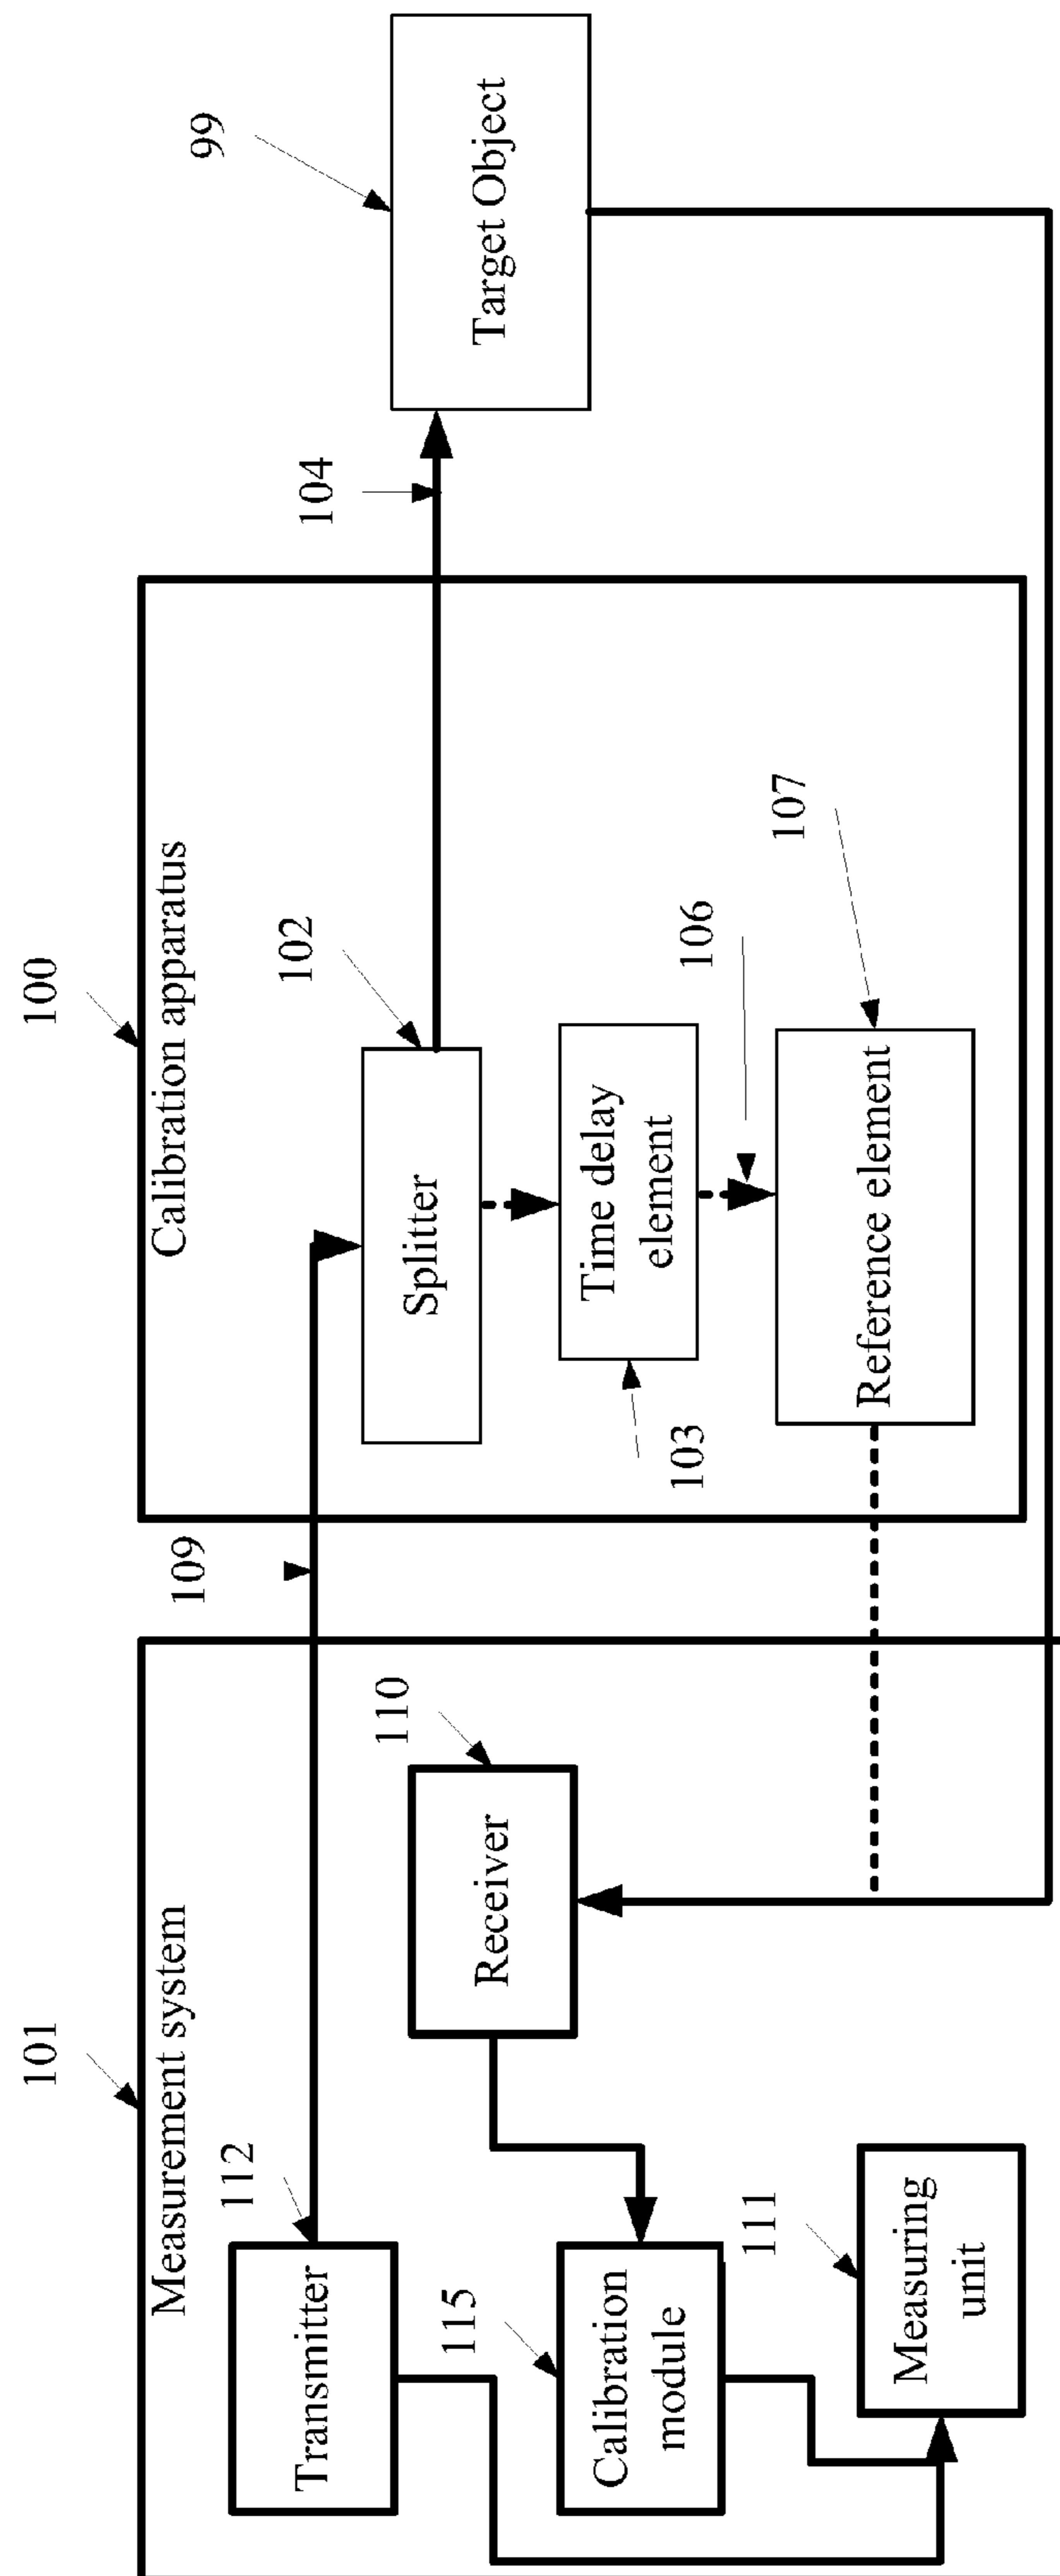 101
Measurement system
112
Transmitter
115
Calibration
module
111
Measuring
unit
110
Receiver
109
100
Calibration apparatus
102
Splitter
103
Time delay
element
106
107
Reference element
104
99
Target Object